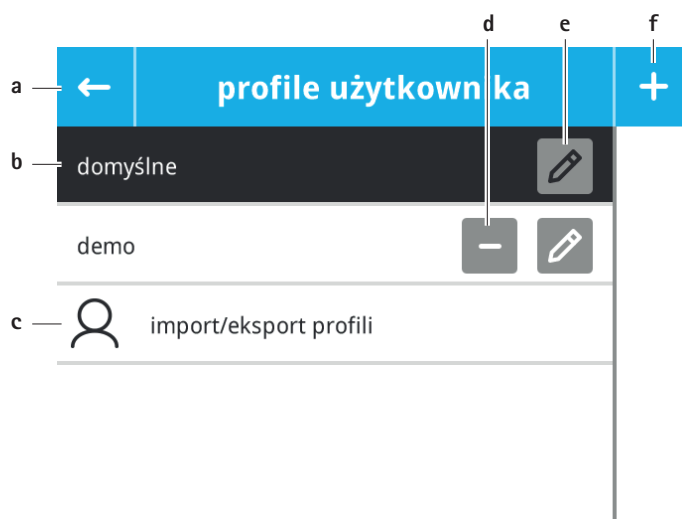 d e f
a profile użytkownika
b domyślne
demo
c import/eksport profili